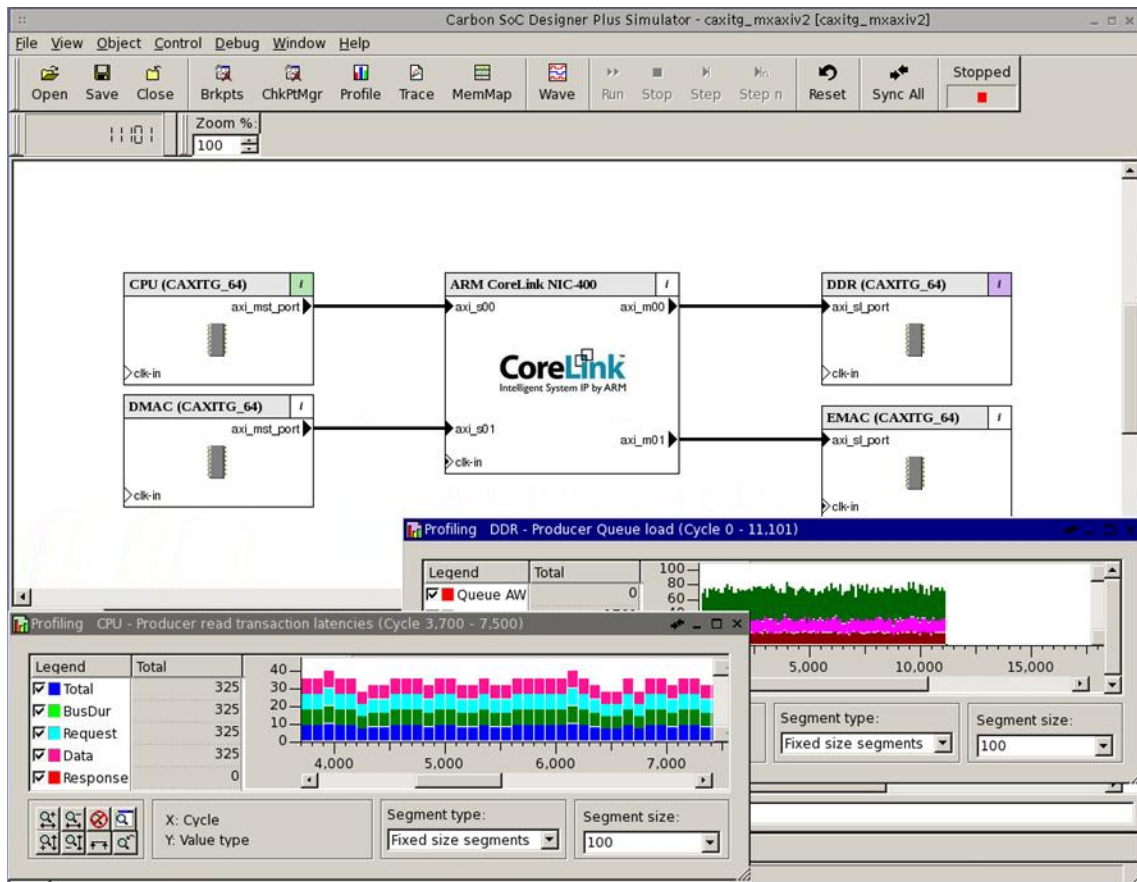 Carbon SoC Designer Plus Simulator - caxitg_mxaxiv2 [caxitg_mxaxiv2]
File View Object Control Debug Window Help
Open Save Close Brkpts ChkPtMgr Profile Trace MemMap Wave Run Stop Step Step n Reset Sync All Stopped
11101
Zoom %:
100
CPU (CAXITG_64) i
axi_mst_port
clk-in
DMAC (CAXITG_64) i
axi_mst_port
clk-in
ARM CoreLink NIC-400 i
axi_s00 axi_m00
CoreLink™
Intelligent System IP by ARM
axi_s01
axi_m01
clk-in
DDR (CAXITG_64) i
axi_sl_port
clk-in
EMAC (CAXITG_64) i
axi_sl_port
clk-in
Profiling DDR - Producer Queue load (Cycle 0 - 11,101)
Legend Total
Queue AW 0
100
80
60
5,000 10,000 15,000
Segment type:
Fixed size segments
Segment size:
100
Profiling CPU - Producer read transaction latencies (Cycle 3,700 - 7,500)
Legend Total
Total 325
BusDur 325
Request 325
Data 325
Response 0
40
30
20
10
0
4,000 5,000 6,000 7,000
X: Cycle
Y: Value type
Segment type:
Fixed size segments
Segment size:
100